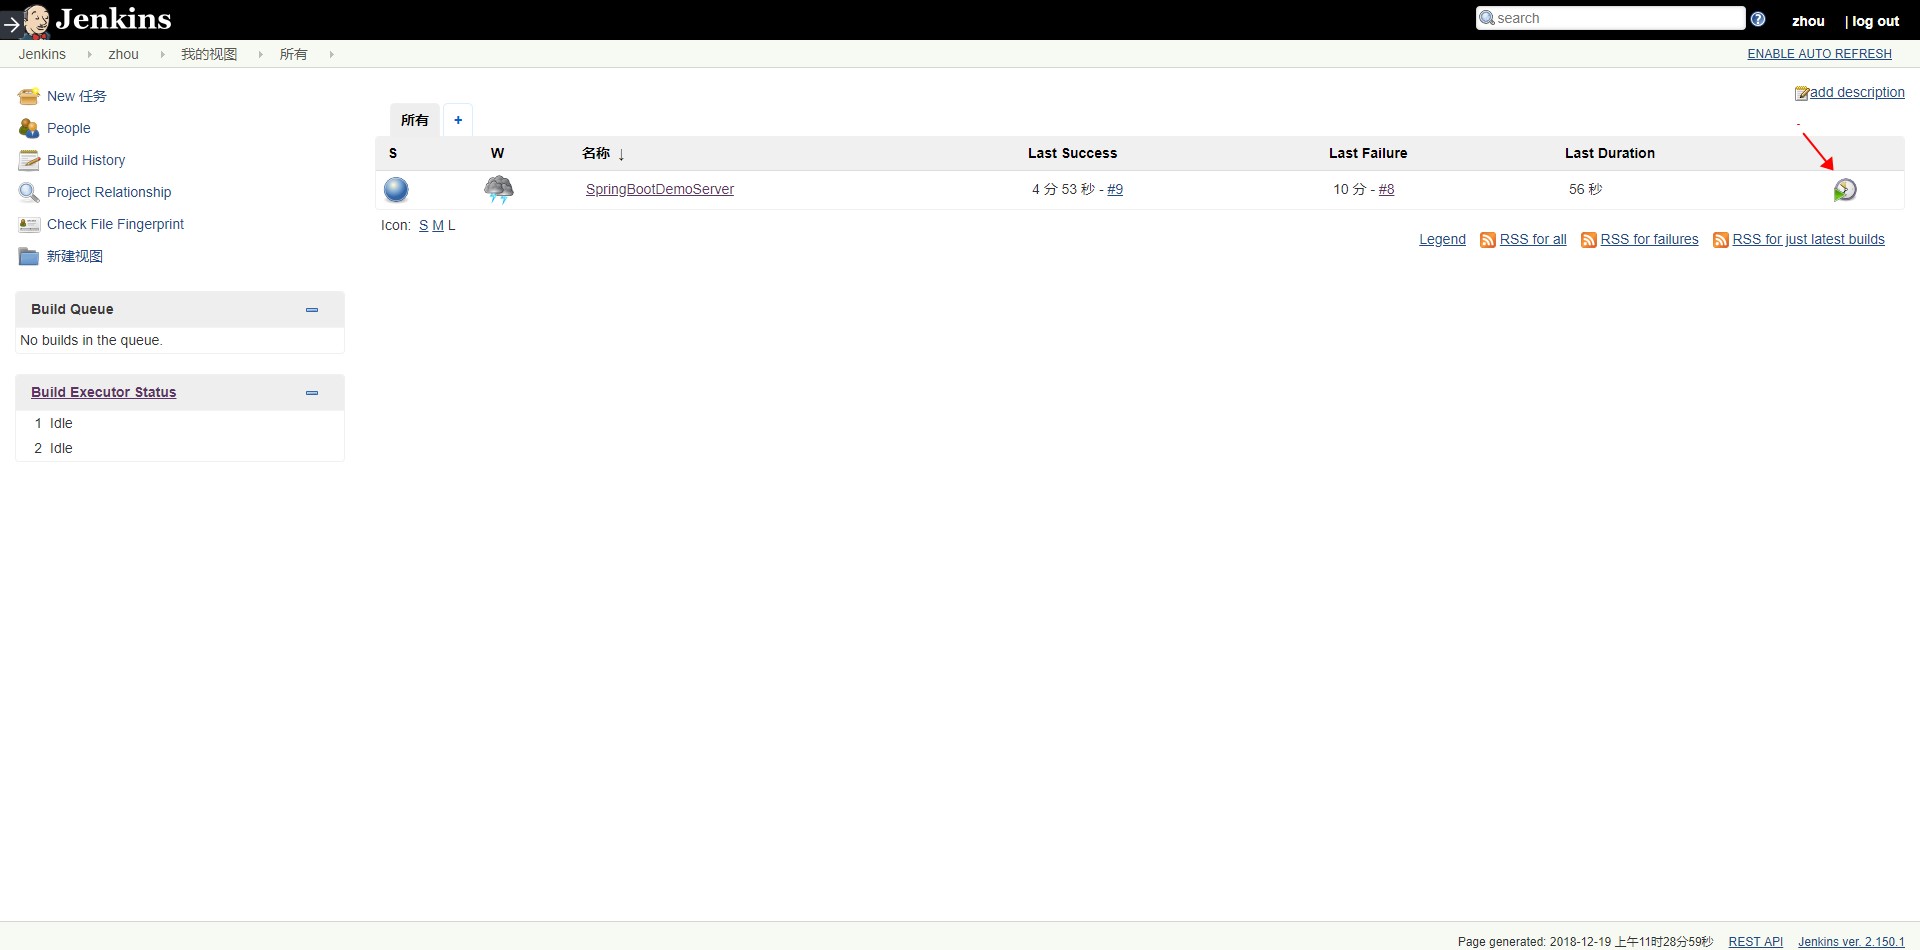 Jenkins
search
zhou | log out
Jenkins zhou 我的视图 所有
ENABLE AUTO REFRESH
New 任务
People
Build History
Project Relationship
Check File Fingerprint
新建视图
Build Queue
No builds in the queue.
Build Executor Status
1 Idle
2 Idle
add description
所有 +
S W 名称 ↓ Last Success Last Failure Last Duration
SpringBootDemoServer 4 分 53 秒 - #9 10 分 - #8 56 秒
Icon: S M L
Legend RSS for all RSS for failures RSS for just latest builds
Page generated: 2018-12-19 上午11时28分59秒 REST API Jenkins ver. 2.150.1